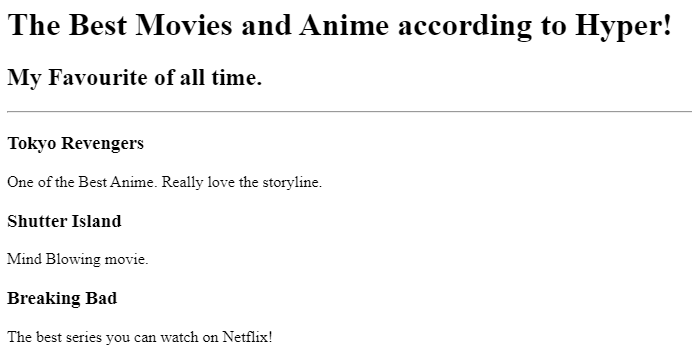 The Best Movies and Anime according to Hyper!
My Favourite of all time.
Tokyo Revengers
One of the Best Anime. Really love the storyline.
Shutter Island
Mind Blowing movie.
Breaking Bad
The best series you can watch on Netflix!